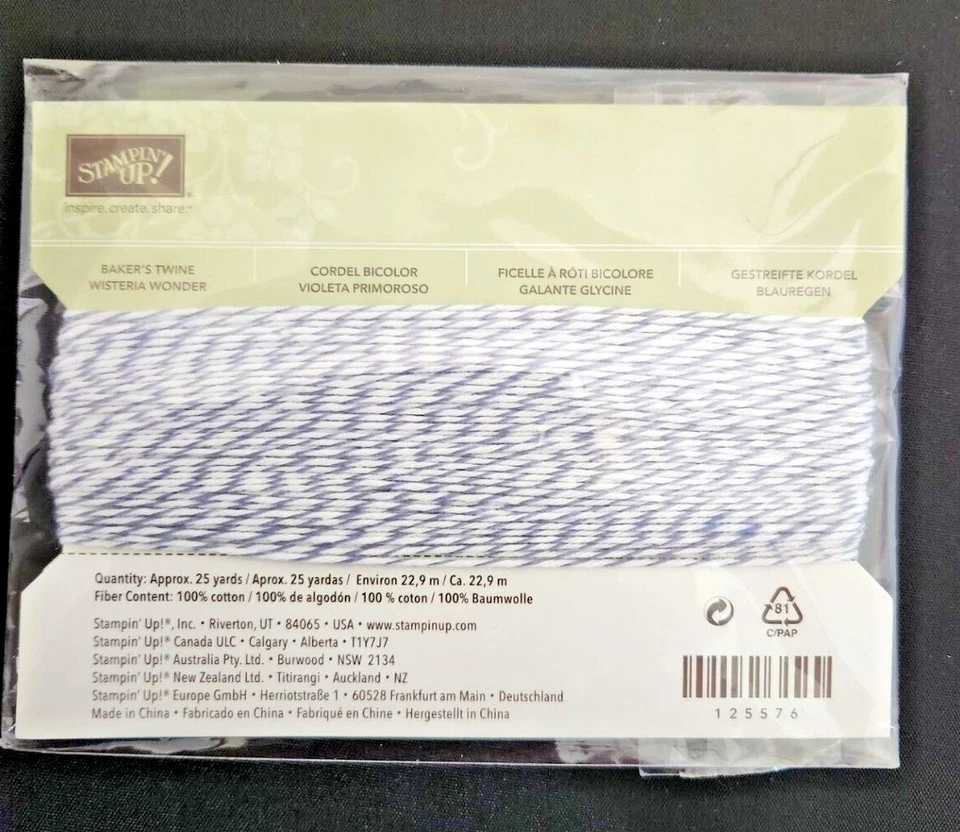 STAMPIN' UP!®
inspire. create. share.™
BAKER'S TWINE
WISTERIA WONDER
CORDEL BICOLOR
VIOLETA PRIMOROSO
FICELLE À RÔTI BICOLORE
GALANTE GLYCINE
GESTREIFTE KORDEL
BLAUREGEN
Quantity: Approx. 25 yards / Aprox. 25 yardas / Environ 22,9 m / Ca. 22,9 m
Fiber Content: 100% cotton / 100% de algodón / 100 % coton / 100% Baumwolle
Stampin' Up!®, Inc. • Riverton, UT • 84065 • USA • www.stampinup.com
Stampin' Up!® Canada ULC • Calgary • Alberta • T1Y7J7
Stampin' Up!® Australia Pty. Ltd. • Burwood • NSW 2134
Stampin' Up!® New Zealand Ltd. • Titirangi • Auckland • NZ
Stampin' Up!® Europe GmbH • Herriotstraße 1 • 60528 Frankfurt am Main • Deutschland
Made in China • Fabricado en China • Fabriqué en Chine • Hergestellt in China
81
C/PAP
125576